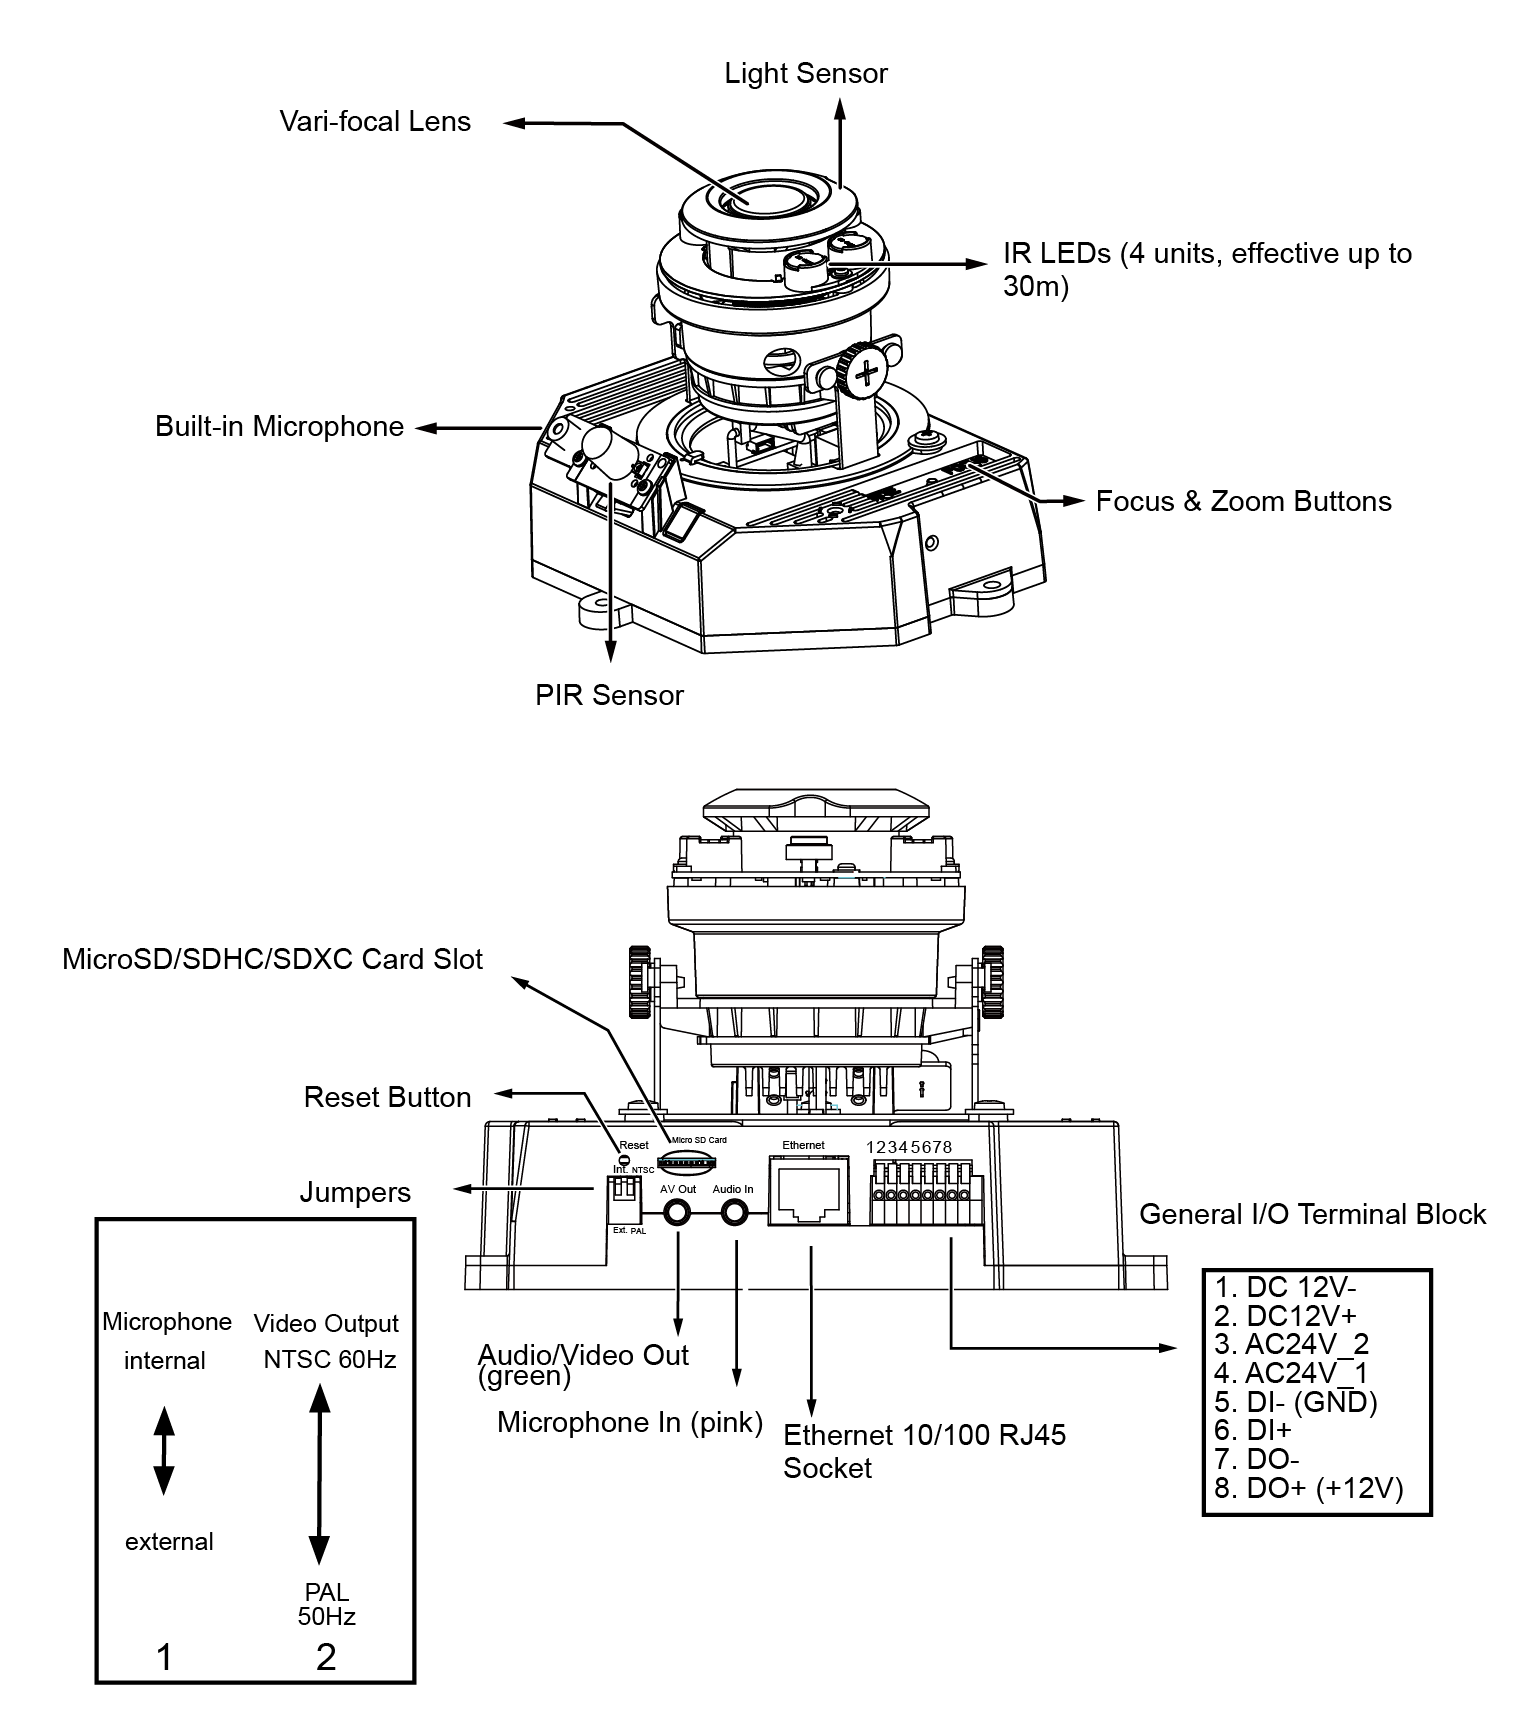 Light Sensor
Vari-focal Lens
IR LEDs (4 units, effective up to
30m)
Built-in Microphone
Focus & Zoom Buttons
PIR Sensor
MicroSD/SDHC/SDXC Card Slot
Reset Button
Reset
Micro SD Card
Ethernet
12345678
Int. NTSC
Jumpers
AV Out
Audio In
Ext. PAL
General I/O Terminal Block
1. DC 12V-
2. DC12V+
3. AC24V_2
4. AC24V_1
5. DI- (GND)
6. DI+
7. DO-
8. DO+ (+12V)
Audio/Video Out
(green)
Microphone In (pink)
Ethernet 10/100 RJ45
Socket
Microphone
internal
external
1
Video Output
NTSC 60Hz
PAL
50Hz
2